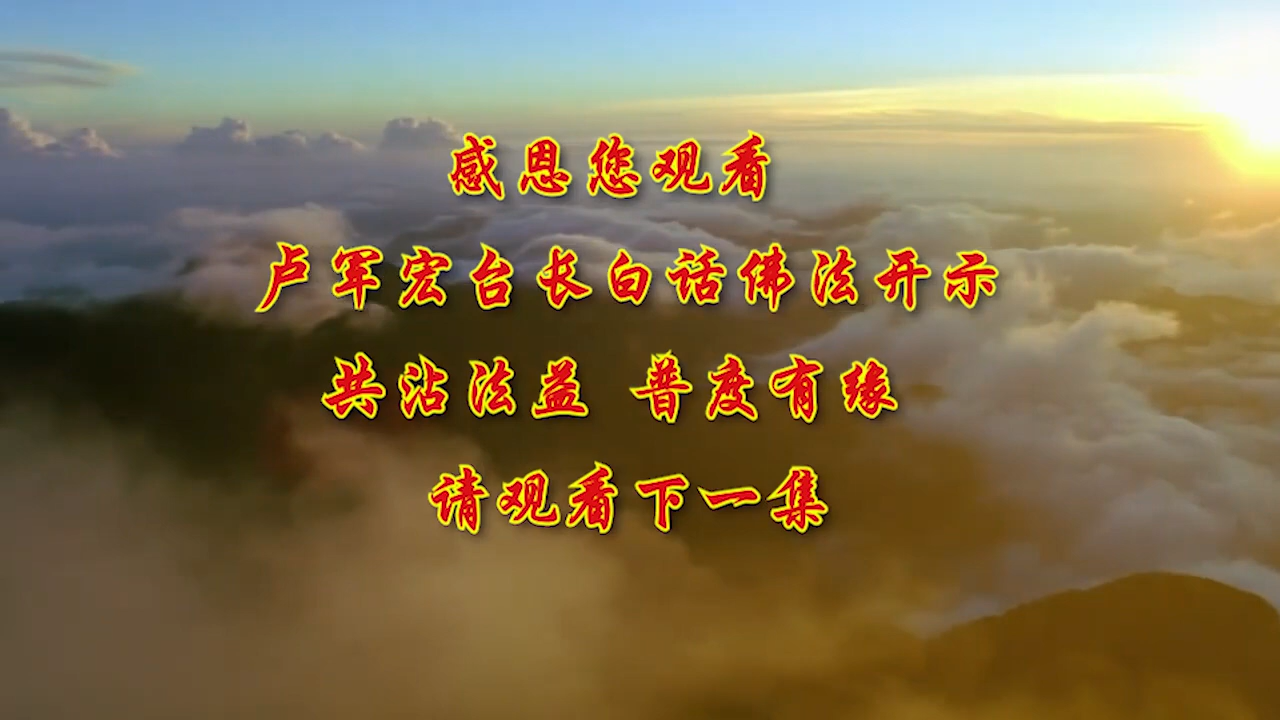 感恩您观看
卢军宏台长白话佛法开示
共沾法益 普度有缘
请观看下一集